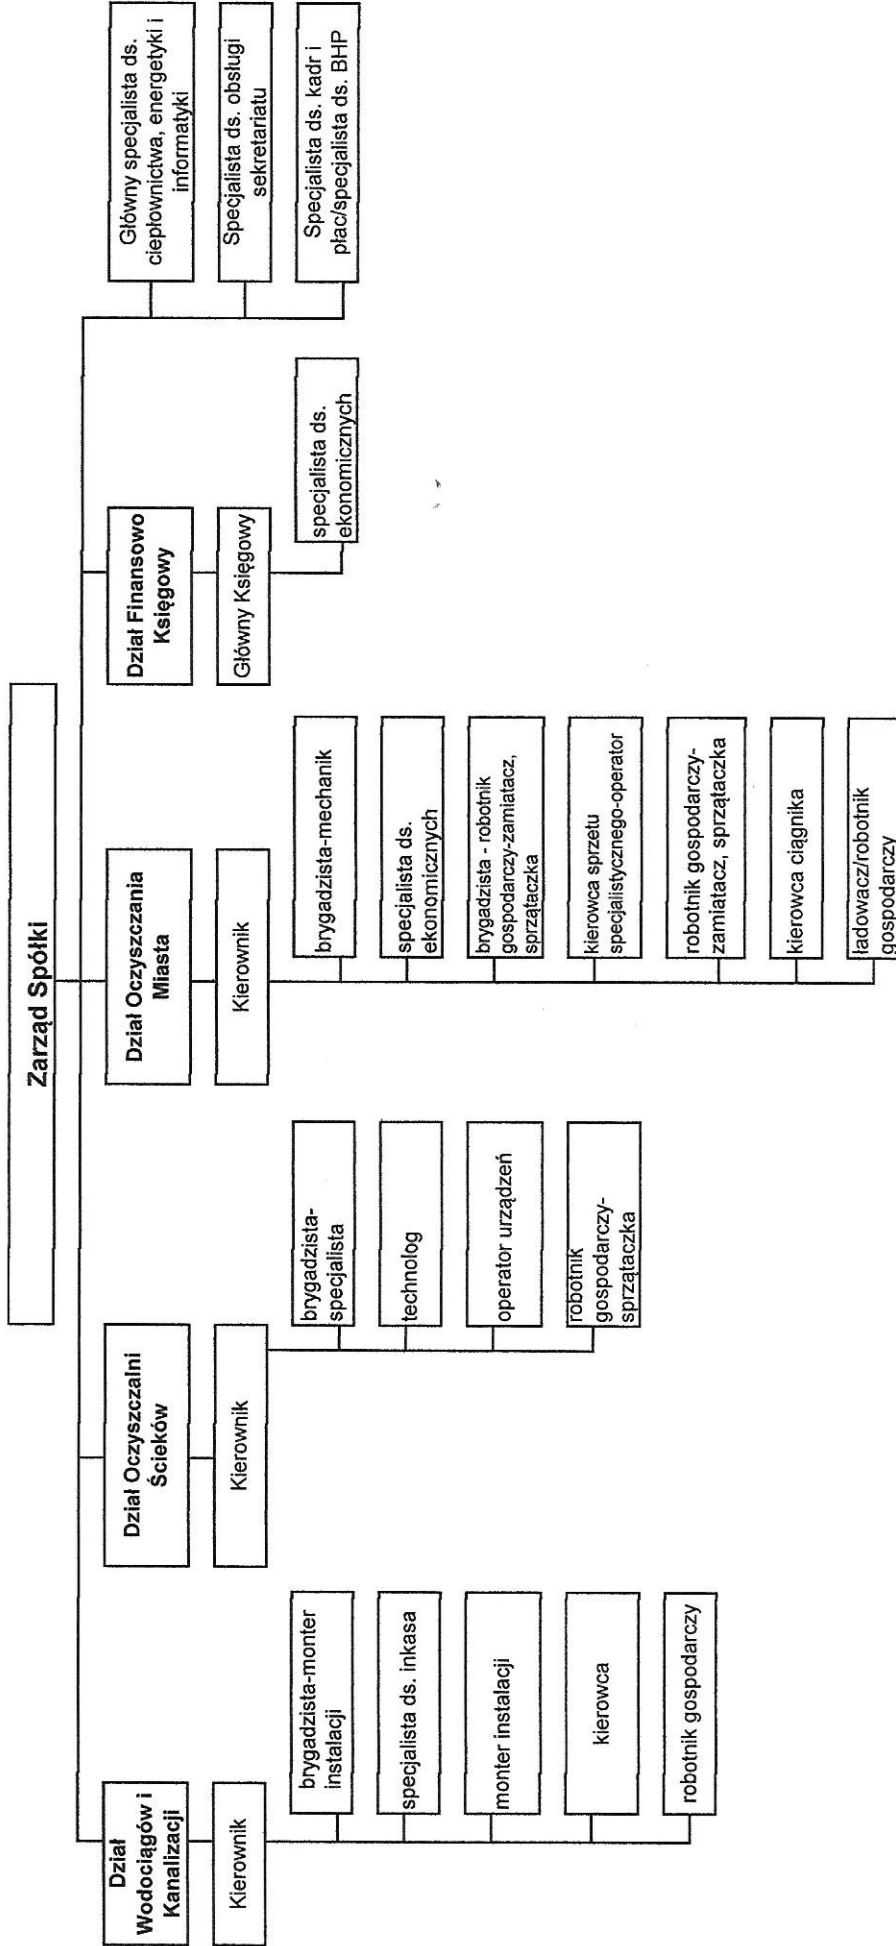 Zarząd Spółki
Dział
Wodociągów i
Kanalizacji
Kierownik
brygadzista-monter
instalacji
specjalista ds. inkasa
monter instalacji
kierowca
robotnik gospodarczy
Dział Oczyszczalni
Ścieków
Kierownik
brygadzista-
specjalista
technolog
operator urządzeń
robotnik
gospodarczy-
sprzątaczka
Dział Oczyszczania
Miasta
Kierownik
brygadzista-mechanik
specjalista ds.
ekonomicznych
brygadzista - robotnik
gospodarczy-zamiatacz,
sprzątaczka
kierowca sprzetu
specjalistycznego-operator
robotnik gospodarczy-
zamiatacz, sprzątaczka
kierowca ciągnika
ładowacz/robotnik
gospodarczy
Dział Finansowo
Księgowy
Główny Księgowy
specjalista ds.
ekonomicznych
Główny specjalista ds.
ciepłownictwa, energetyki i
informatyki
Specjalista ds. obsługi
sekretariatu
Specjalista ds. kadr i
płac/specjalista ds. BHP